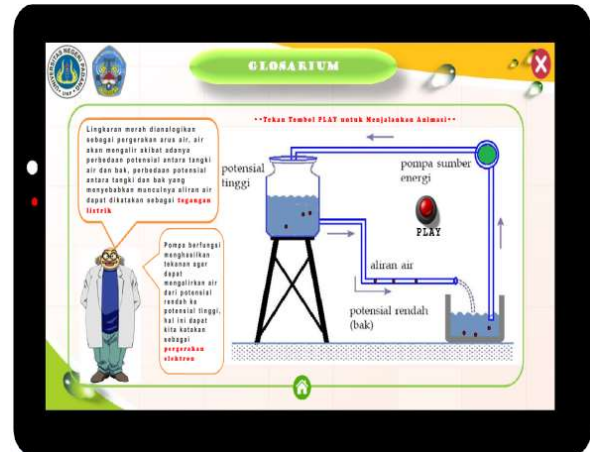 GLOSARIUM
X
**Tekan Tombol PLAY untuk Menjalankan Animasi**
Lingkaran merah dianalogikan
sebagai pergerakan arus air, air
akan mengalir akibat adanya
perbedaan potensial antara tangki
air dan bak, perbedaan potensial
antara tangki dan bak yang
menyebabkan munculnya aliran air
dapat dikatakan sebagai tegangan
listrik
Pompa berfungsi
menghasilkan
tekanan agar
dapat
mengalirkan air
dari potensial
rendah ke
potensial tinggi,
hal ini dapat
kita katakan
sebagai
pergerakan
elektron
potensial
tinggi
pompa sumber
energi
PLAY
aliran air
potensial rendah
(bak)